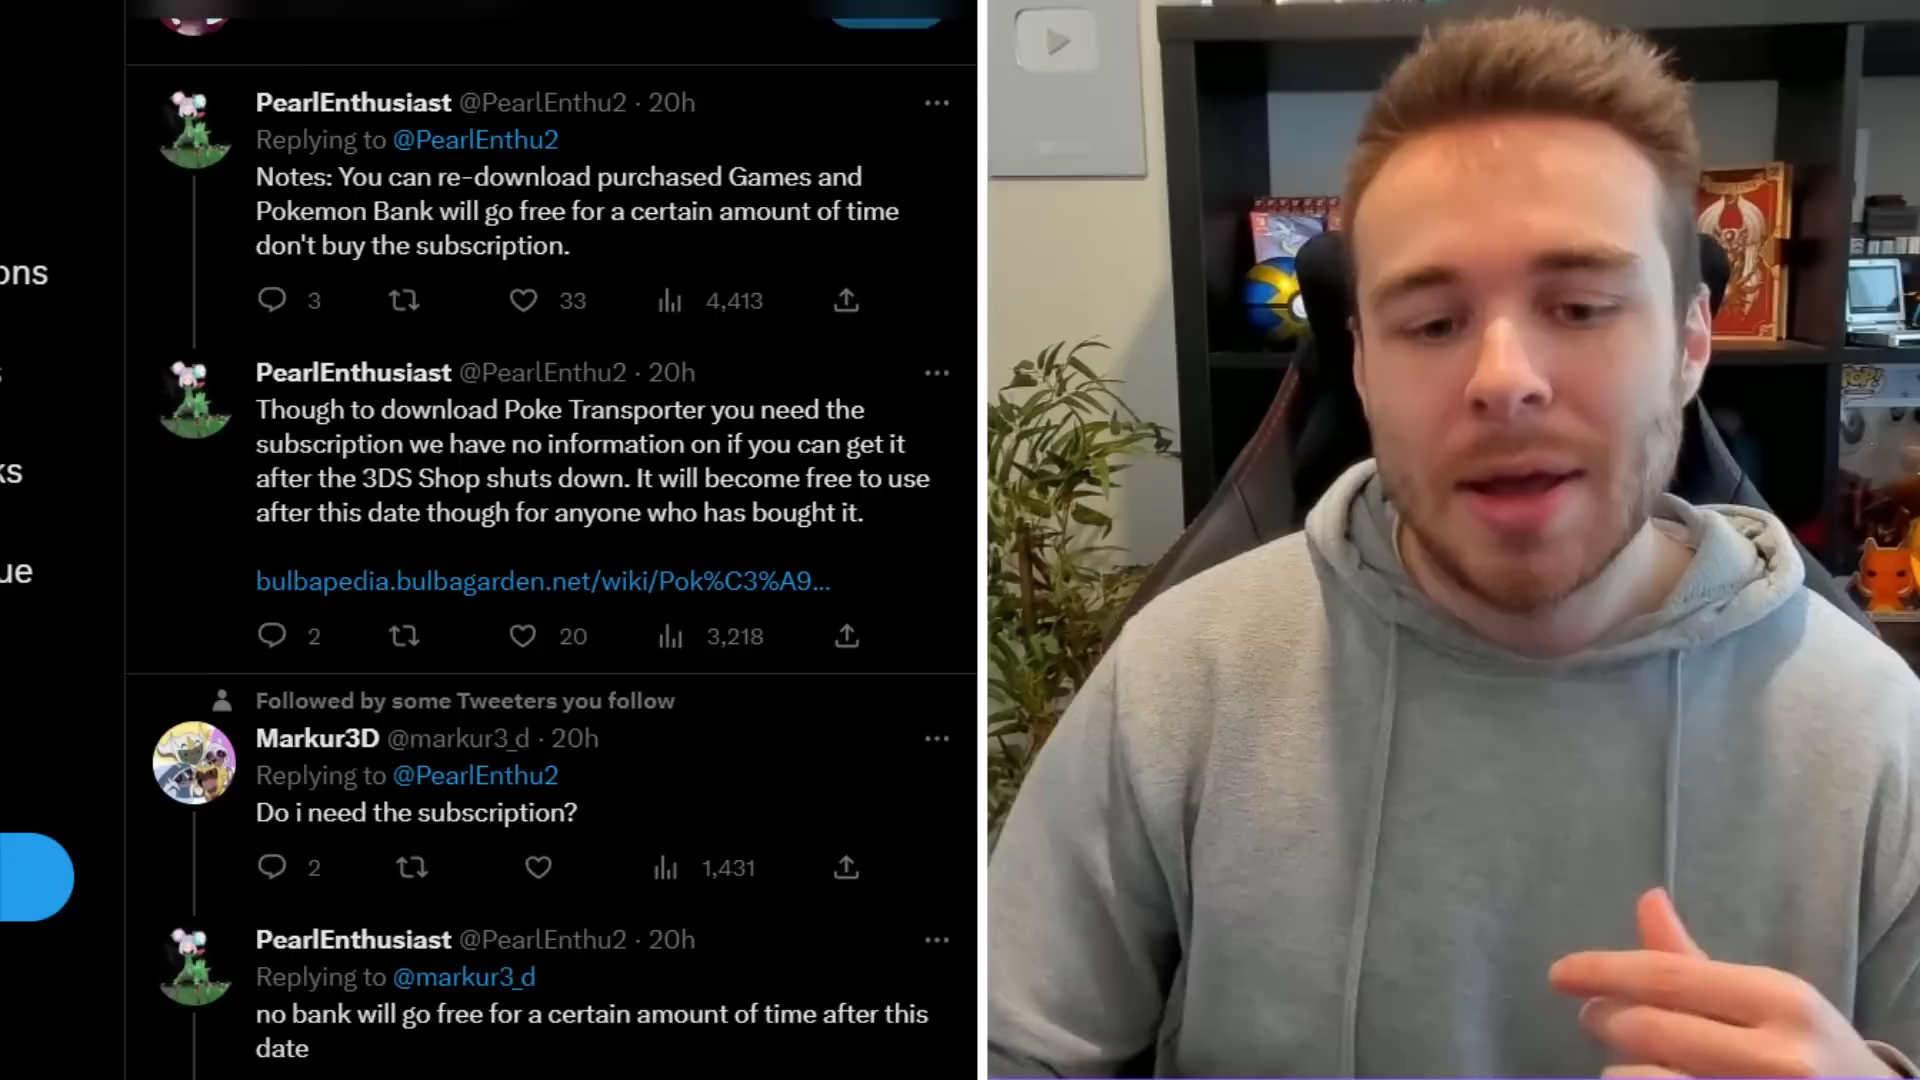 PearlEnthusiast @PearlEnthu2 · 20h
Replying to @PearlEnthu2
Notes: You can re-download purchased Games and
Pokemon Bank will go free for a certain amount of time
don't buy the subscription.
3 33 4,413
PearlEnthusiast @PearlEnthu2 · 20h
Though to download Poke Transporter you need the
subscription we have no information on if you can get it
after the 3DS Shop shuts down. It will become free to use
after this date though for anyone who has bought it.
bulbapedia.bulbagarden.net/wiki/Pok%C3%A9...
2 20 3,218
Followed by some Tweeters you follow
Markur3D @markur3_d · 20h
Replying to @PearlEnthu2
Do i need the subscription?
2 1,431
PearlEnthusiast @PearlEnthu2 · 20h
Replying to @markur3_d
no bank will go free for a certain amount of time after this
date
ons
ks
ue
POP!